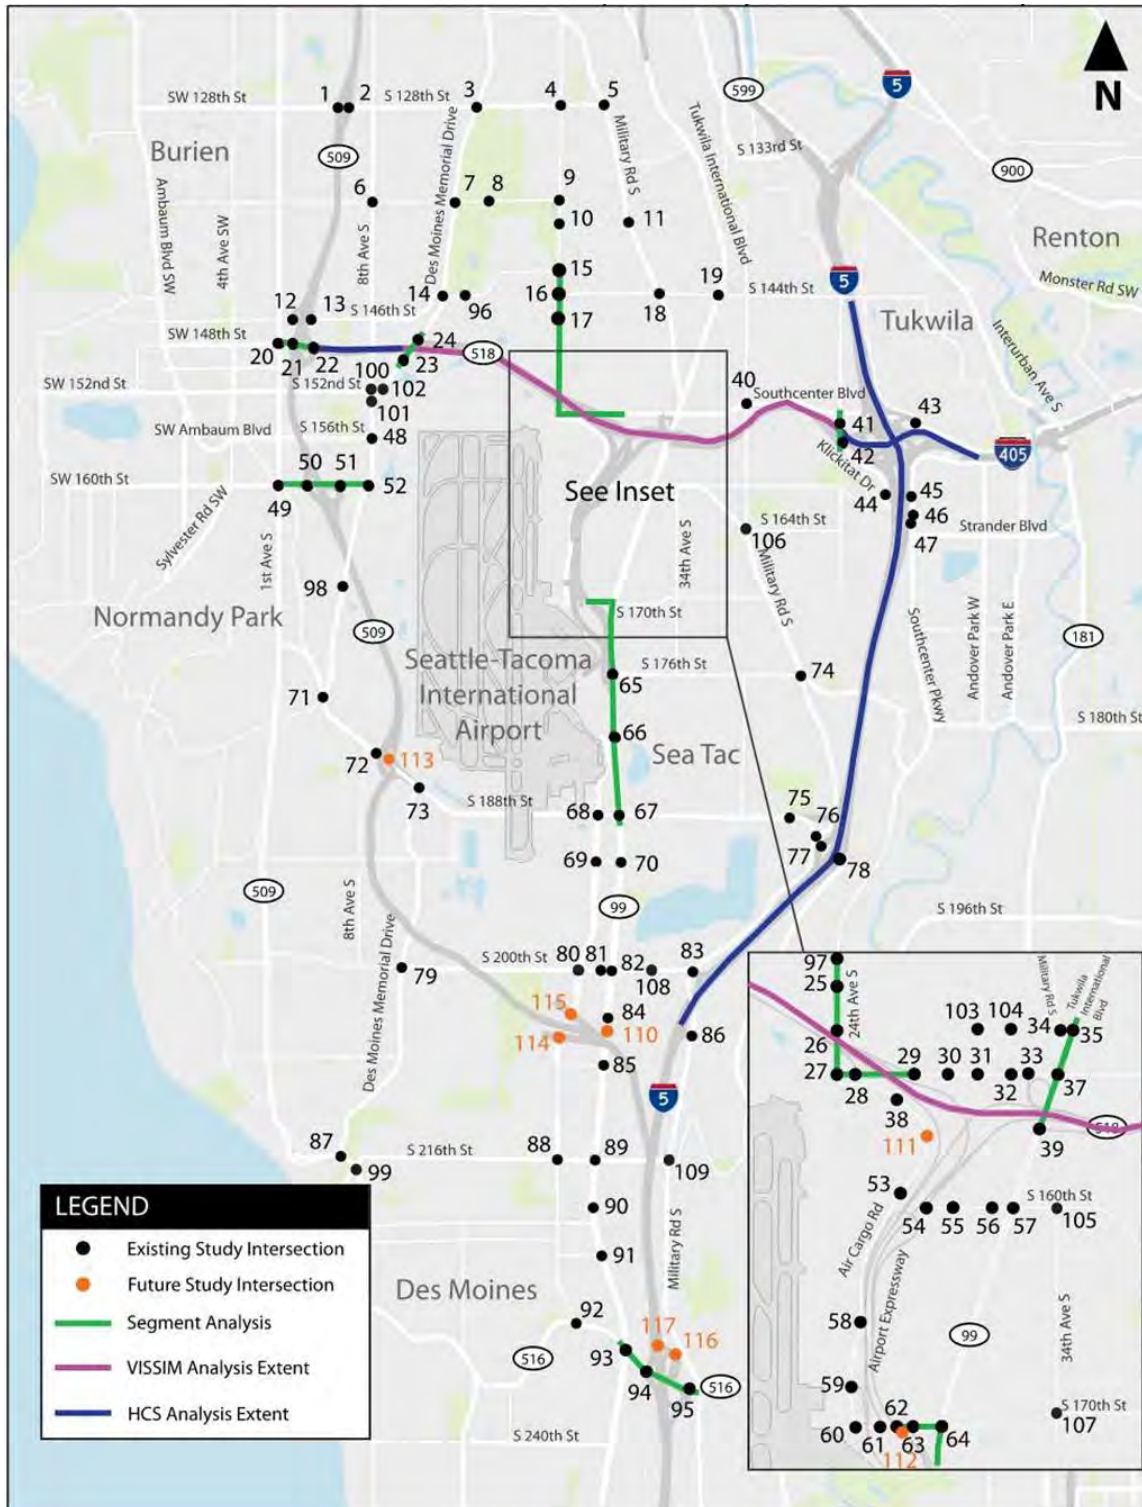 599
5
N
SW 128th St
1
2
S 128th St
3
4
5
Burien
509
Des Moines Memorial Drive
Military Rd S
Tukwila International Blvd
S 133rd St
900
Ambaum Blvd SW
4th Ave SW
8th Ave S
6
7
8
9
10
11
Renton
Monster Rd SW
15
5
12
13
S 146th St
14
96
16
17
18
19
S 144th St
Tukwila
Interurban Ave S
SW 148th St
20
21
22
24
23
518
SW 152nd St
S 152nd St
100
102
101
40
Southcenter Blvd
41
43
42
405
SW Ambaum Blvd
S 156th St
48
Klickitat Dr
SW 160th St
50
51
49
52
See Inset
44
45
46
47
Strander Blvd
Sylvester Rd SW
1st Ave S
S 164th St
106
34th Ave S
Military Rd S
98
Normandy Park
509
S 170th St
Southcenter Pkwy
Andover Park W
Andover Park E
181
Seattle-Tacoma
International
Airport
S 176th St
65
74
71
66
Sea Tac
S 180th St
72
113
73
S 188th St
68
67
75
76
77
78
69
70
509
8th Ave S
99
S 196th St
Des Moines Memorial Drive
79
S 200th St
80
81
82
108
83
115
84
114
110
85
86
5
87
99
S 216th St
88
89
109
90
91
Military Rd S
Des Moines
92
117
116
93
516
94
95
516
S 240th St
97
25
24th Ave S
26
Military Rd S
Tukwila
International
Blvd
103
104
34
35
27
28
29
30
31
32
33
37
38
111
518
39
53
Air Cargo Rd
54
55
56
57
S 160th St
105
58
Airport Expressway
99
34th Ave S
59
S 170th St
107
60
61
62
63
64
112
LEGEND
Existing Study Intersection
Future Study Intersection
Segment Analysis
VISSIM Analysis Extent
HCS Analysis Extent